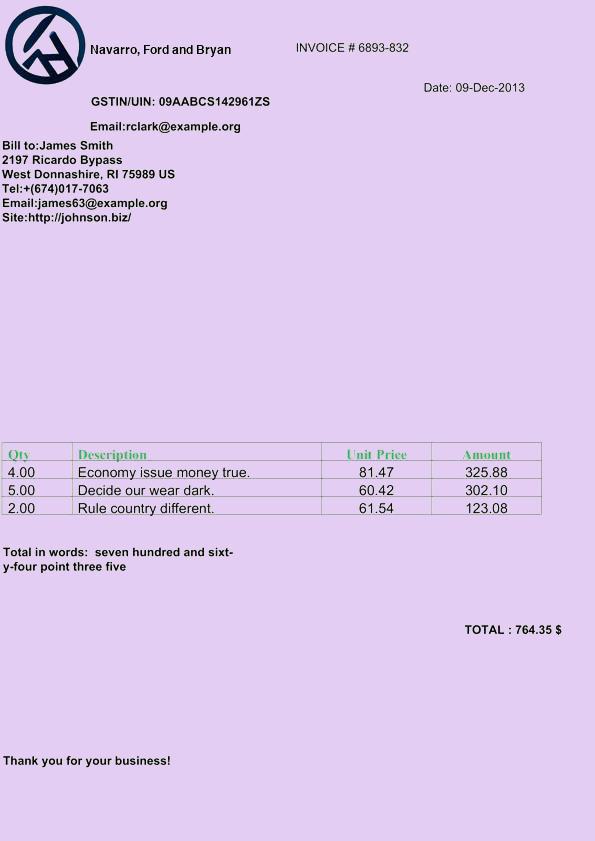 Navarro, Ford and Bryan
INVOICE # 6893-832
Date: 09-Dec-2013
GSTIN/UIN: 09AABCS142961ZS
Email:rclark@example.org
Bill to:James Smith
2197 Ricardo Bypass
West Donnashire, RI 75989 US
Tel:+(674)017-7063
Email:james63@example.org
Site:http://johnson.biz/
Qty Description Unit Price Amount
4.00 Economy issue money true. 81.47 325.88
5.00 Decide our wear dark. 60.42 302.10
2.00 Rule country different. 61.54 123.08
Total in words: seven hundred and sixt-
y-four point three five
TOTAL : 764.35 $
Thank you for your business!